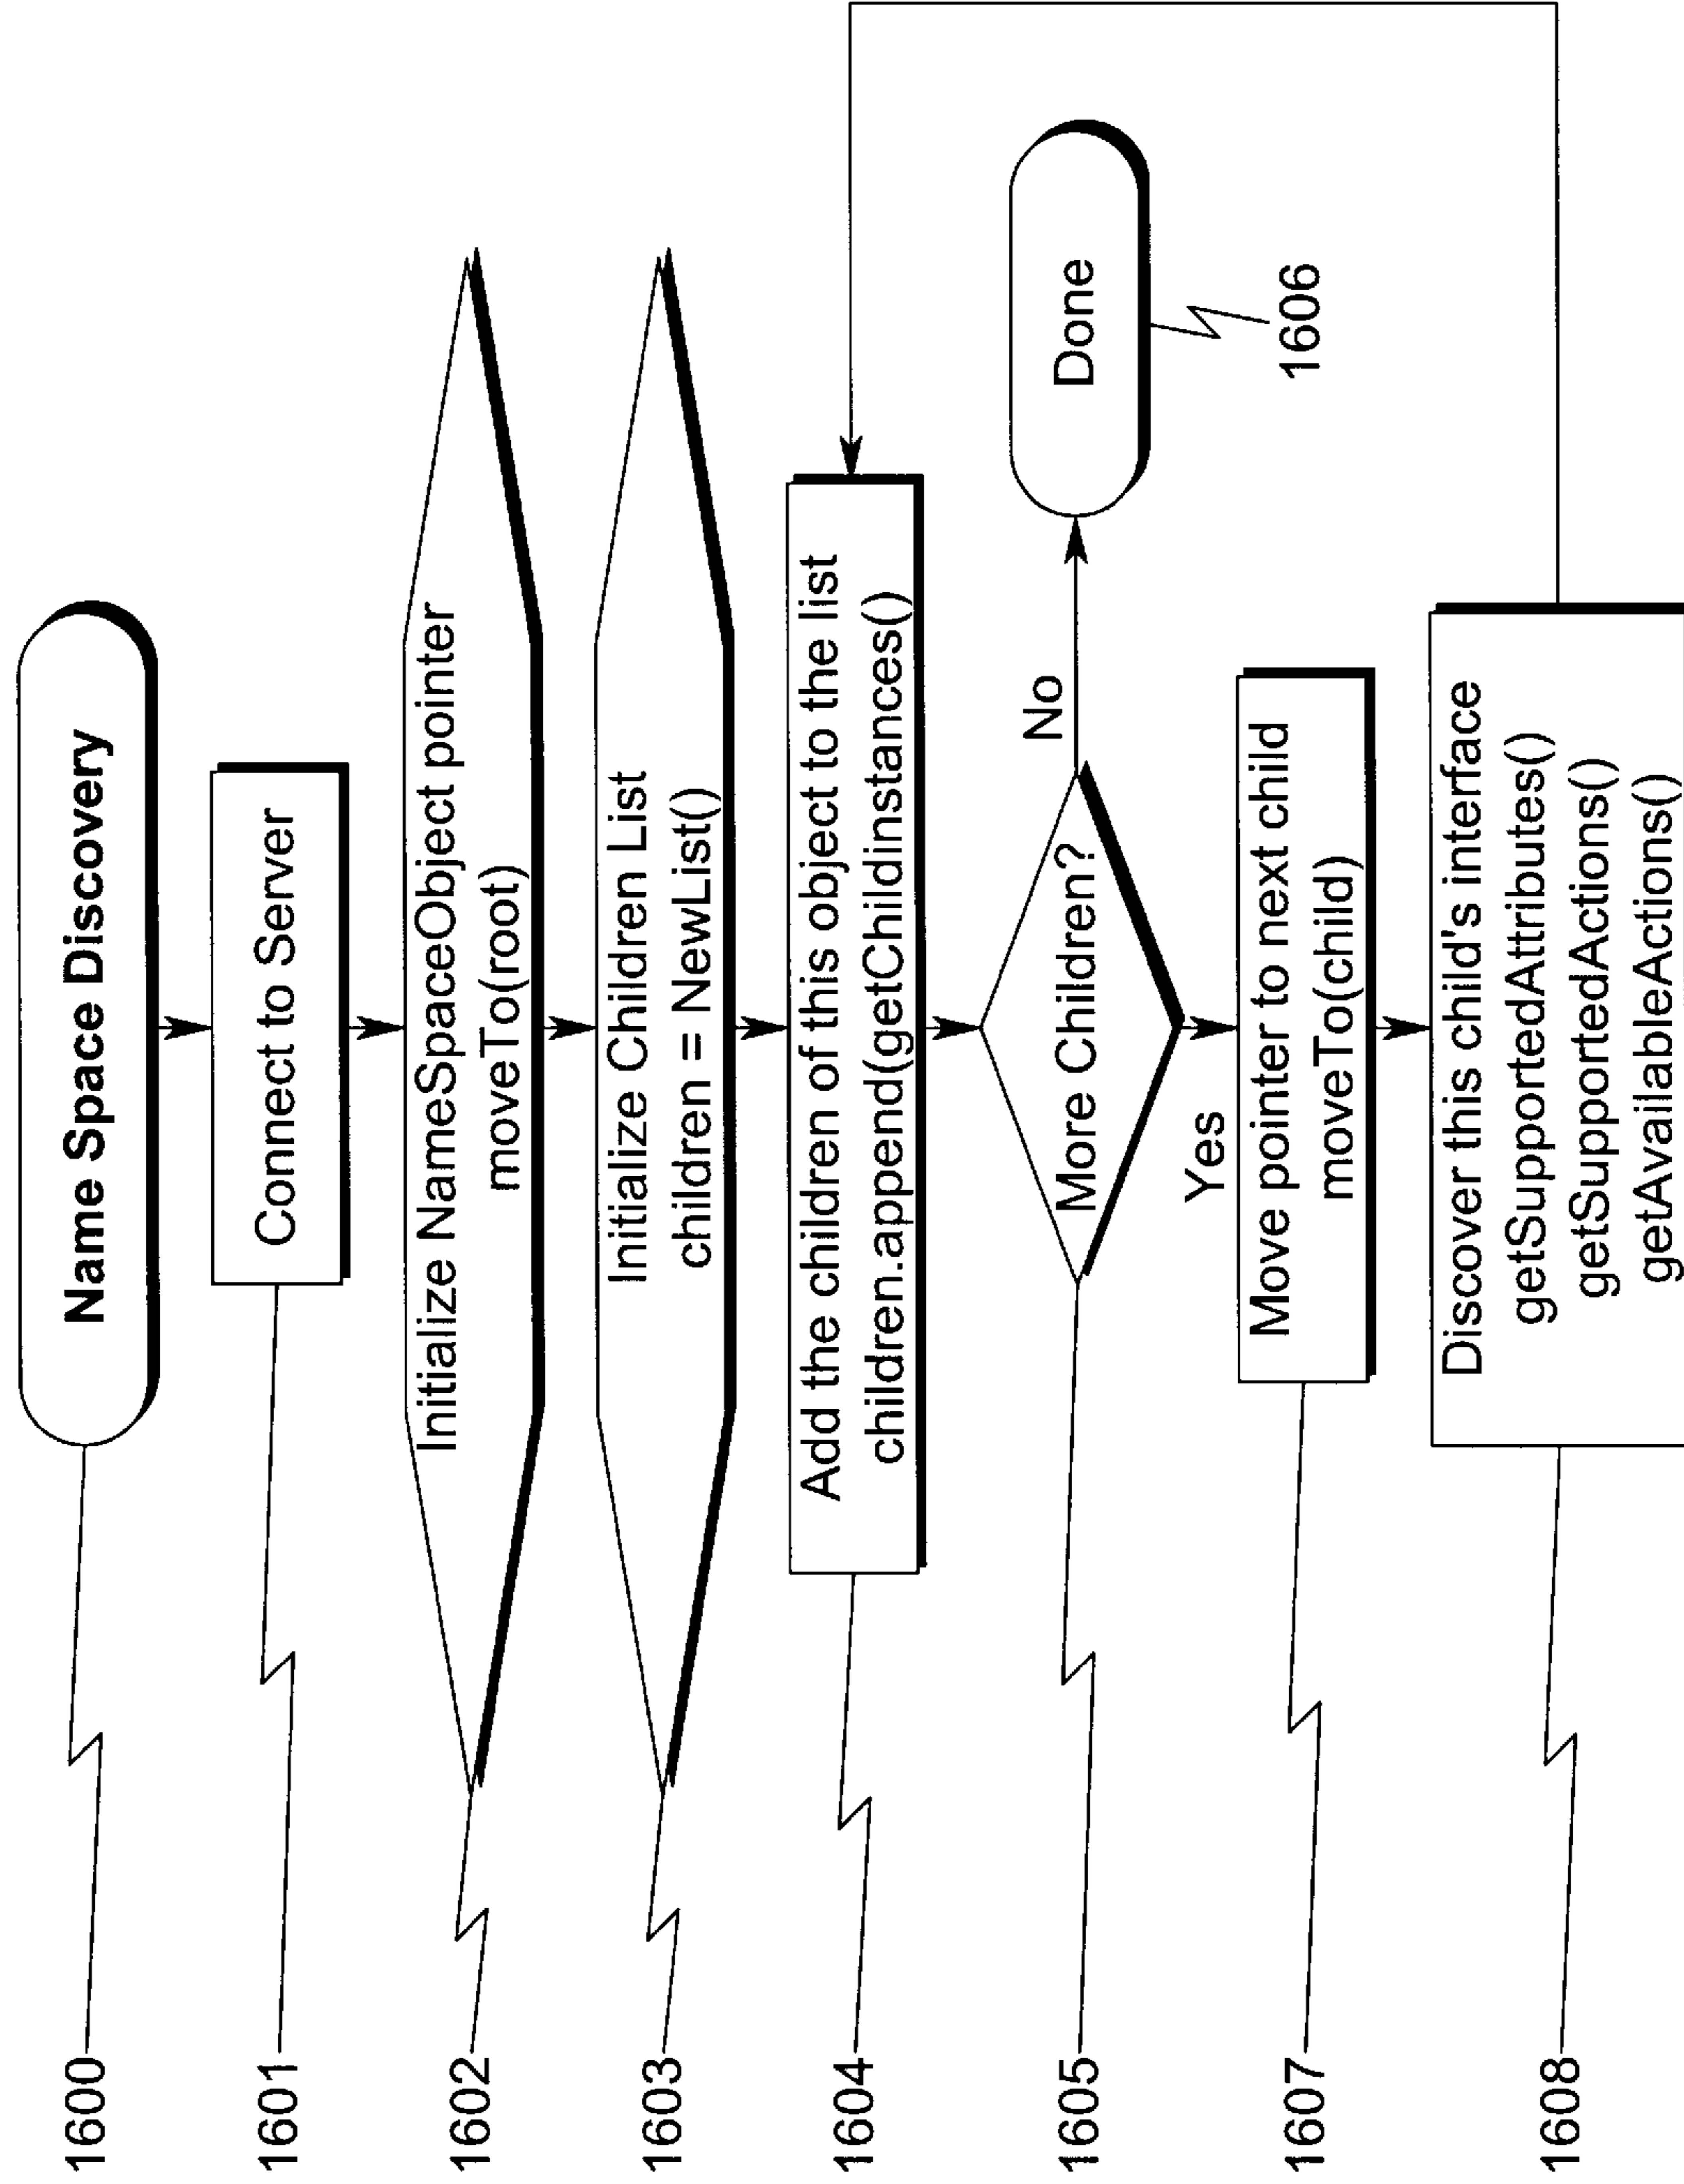 1600
Name Space Discovery
1601
Connect to Server
1602
Initialize NameSpaceObject pointer
moveTo(root)
1603
Initialize Children List
children = NewList()
1604
Add the children of this object to the list
children.append(getChildinstances()
1605
More Children?
No
Done
1606
Yes
1607
Move pointer to next child
moveTo(child)
1608
Discover this child's interface
getSupportedAttributes()
getSupportedActions()
getAvailableActions()